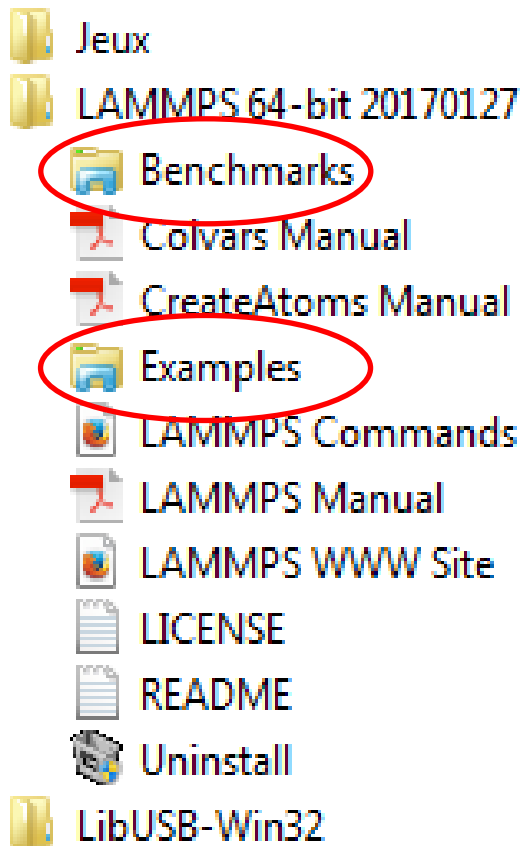 Jeux
LAMMPS 64-bit 20170127
Benchmarks
Colvars Manual
CreateAtoms Manual
Examples
LAMMPS Commands
LAMMPS Manual
LAMMPS WWW Site
LICENSE
README
Uninstall
LibUSB-Win32